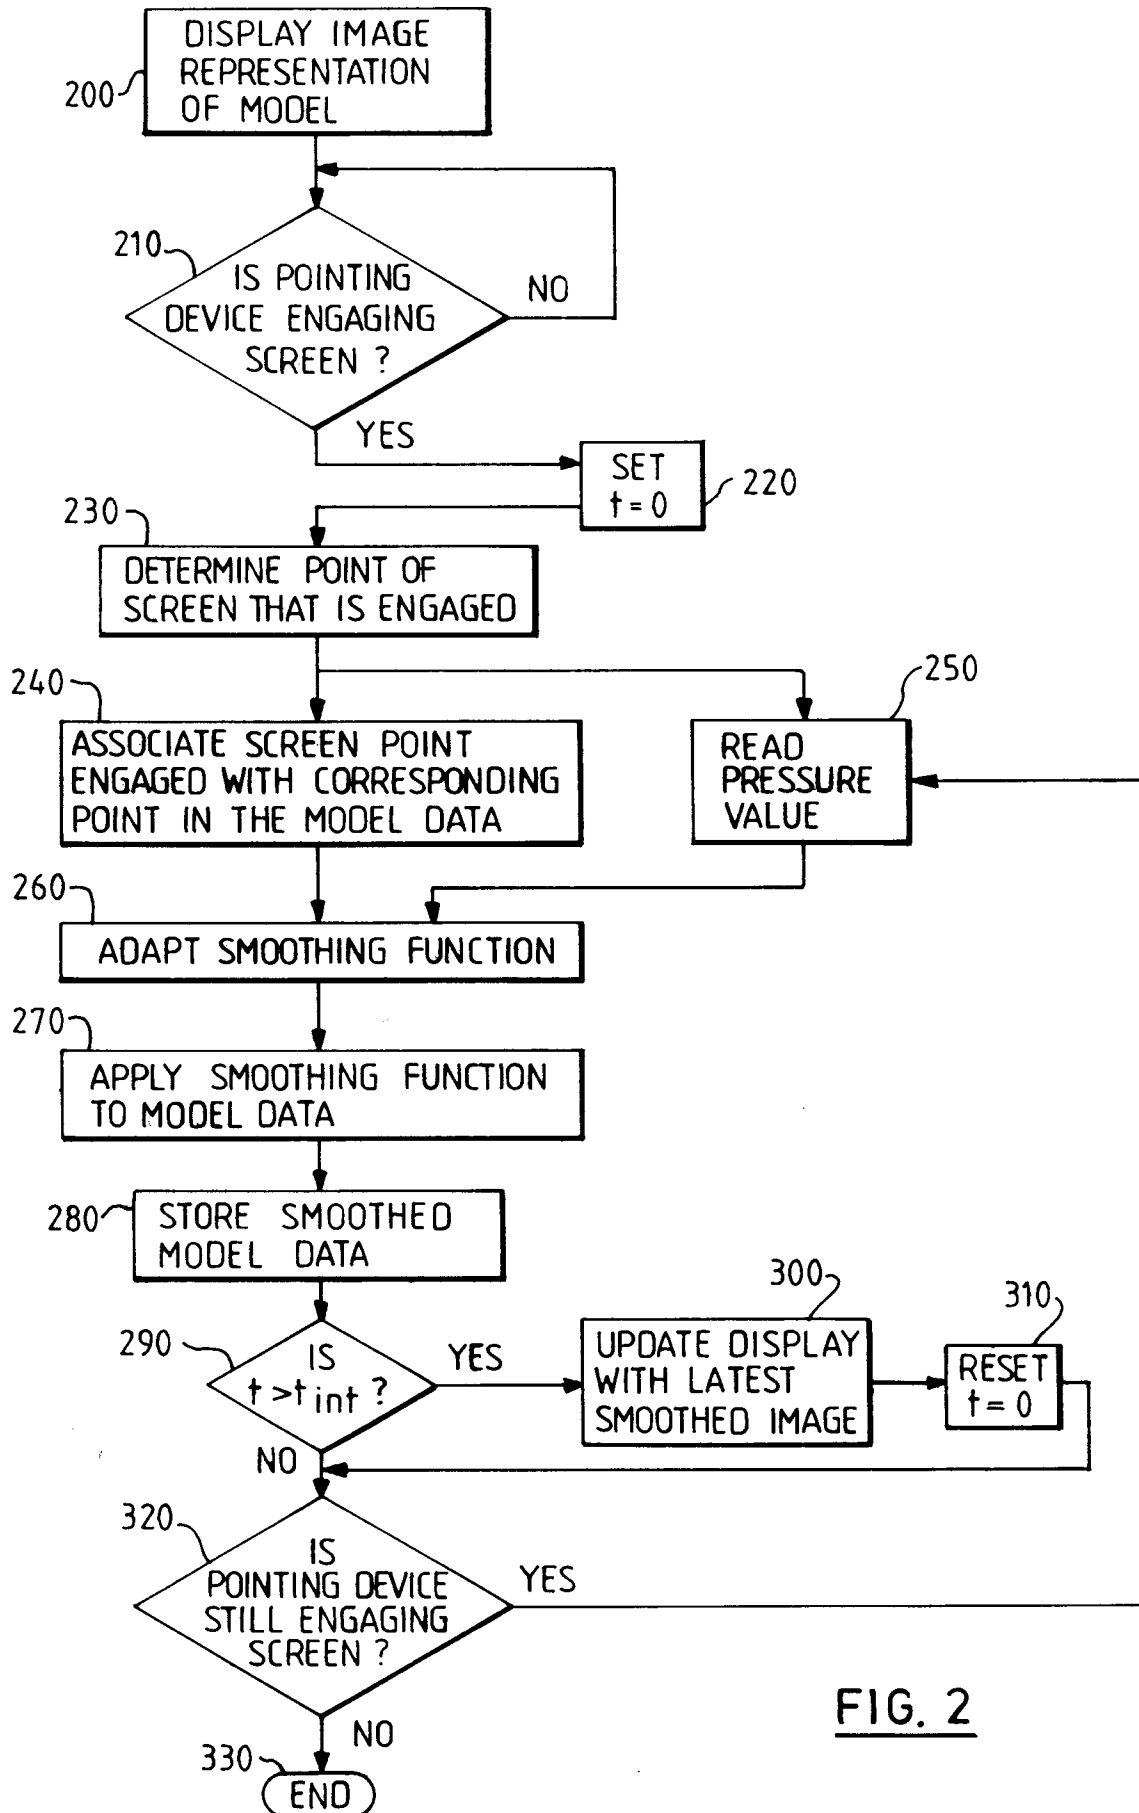 DISPLAY IMAGE
REPRESENTATION
OF MODEL
200
210
IS POINTING
DEVICE ENGAGING
SCREEN ?
NO
YES
SET
t = 0
220
230
DETERMINE POINT OF
SCREEN THAT IS ENGAGED
240
ASSOCIATE SCREEN POINT
ENGAGED WITH CORRESPONDING
POINT IN THE MODEL DATA
250
READ
PRESSURE
VALUE
260
ADAPT SMOOTHING FUNCTION
270
APPLY SMOOTHING FUNCTION
TO MODEL DATA
280
STORE SMOOTHED
MODEL DATA
290
IS
t > t int ?
YES
NO
300
UPDATE DISPLAY
WITH LATEST
SMOOTHED IMAGE
310
RESET
t = 0
320
IS
POINTING DEVICE
STILL ENGAGING
SCREEN ?
YES
NO
330
END
FIG. 2